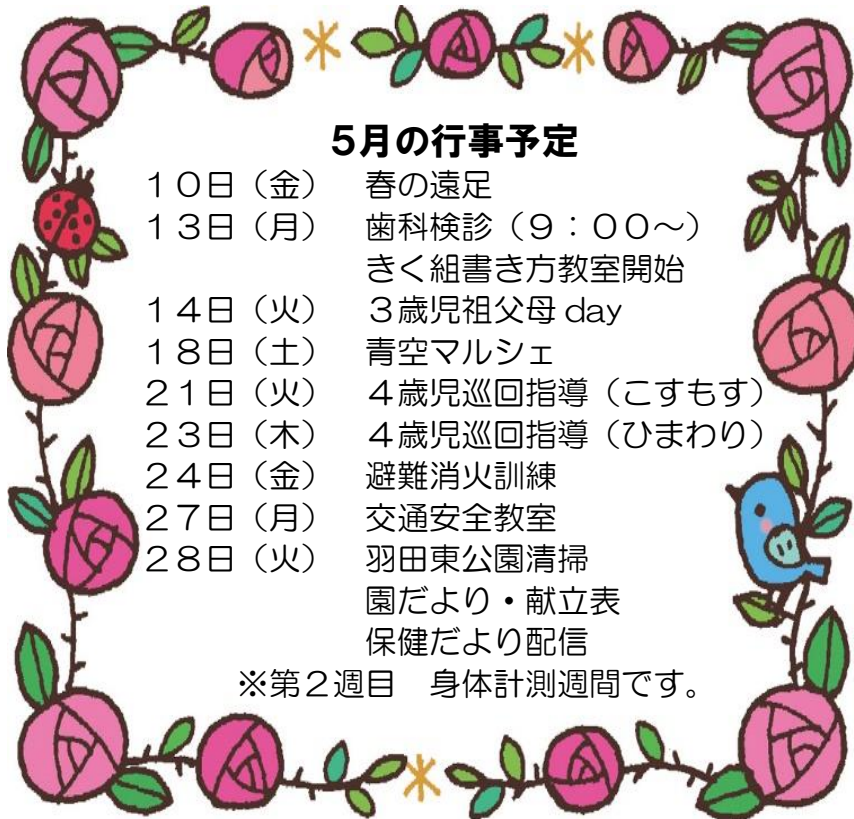 5月の行事予定
１０日（金）　春の遠足
１３日（月）　歯科検診（９：００～）
きく組書き方教室開始
１４日（火）　３歳児祖父母 day
１８日（土）　青空マルシェ
２１日（火）　４歳児巡回指導（こすもす）
２３日（木）　４歳児巡回指導（ひまわり）
２４日（金）　避難消火訓練
２７日（月）　交通安全教室
２８日（火）　羽田東公園清掃
園だより・献立表
保健だより配信
※第２週目　身体計測週間です。